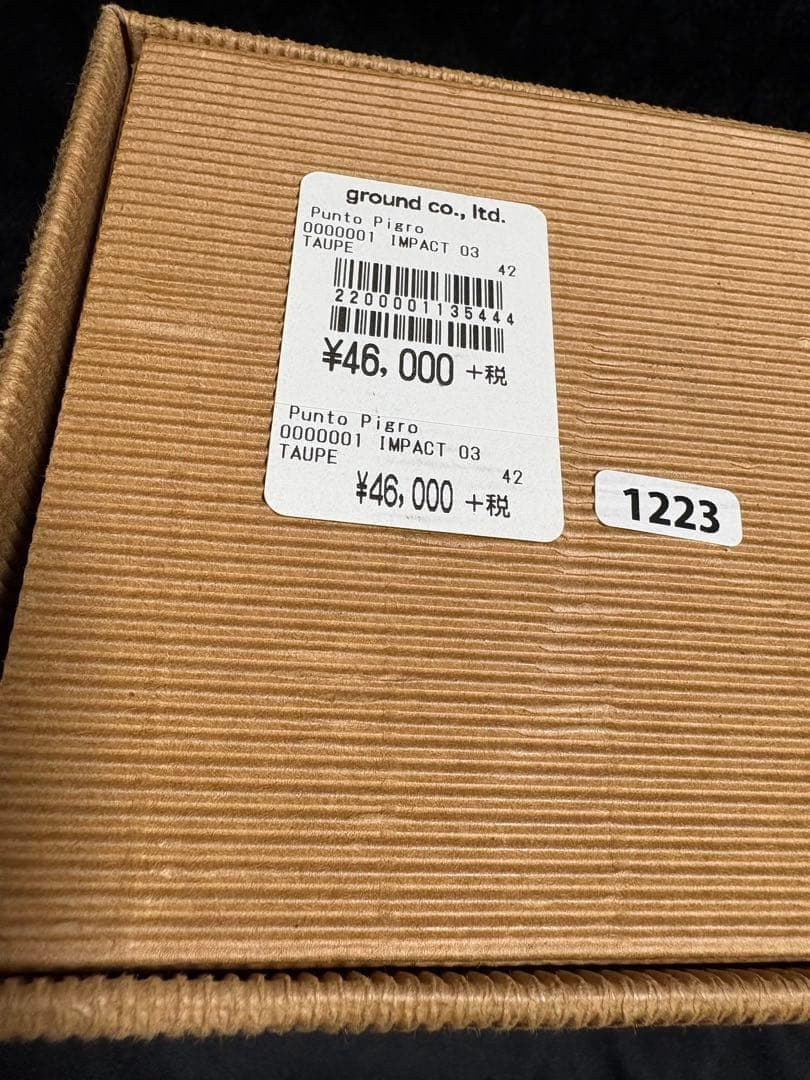 ground co., ltd.
Punto Pigro
0000001 IMPACT 03
TAUPE
42
2200001135444
¥46,000 +税
Punto Pigro
0000001 IMPACT 03
TAUPE
42
¥46,000 +税
1223